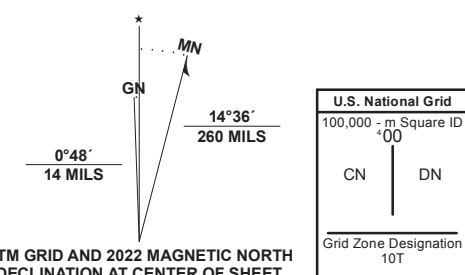 ★
MN
GN
14°36´
260 MILS
0°48´
14 MILS
TM GRID AND 2022 MAGNETIC NORTH
DECLINATION AT CENTER OF SHEET
U.S. National Grid
100,000 - m Square ID
⁴00
CN
DN
Grid Zone Designation
10T